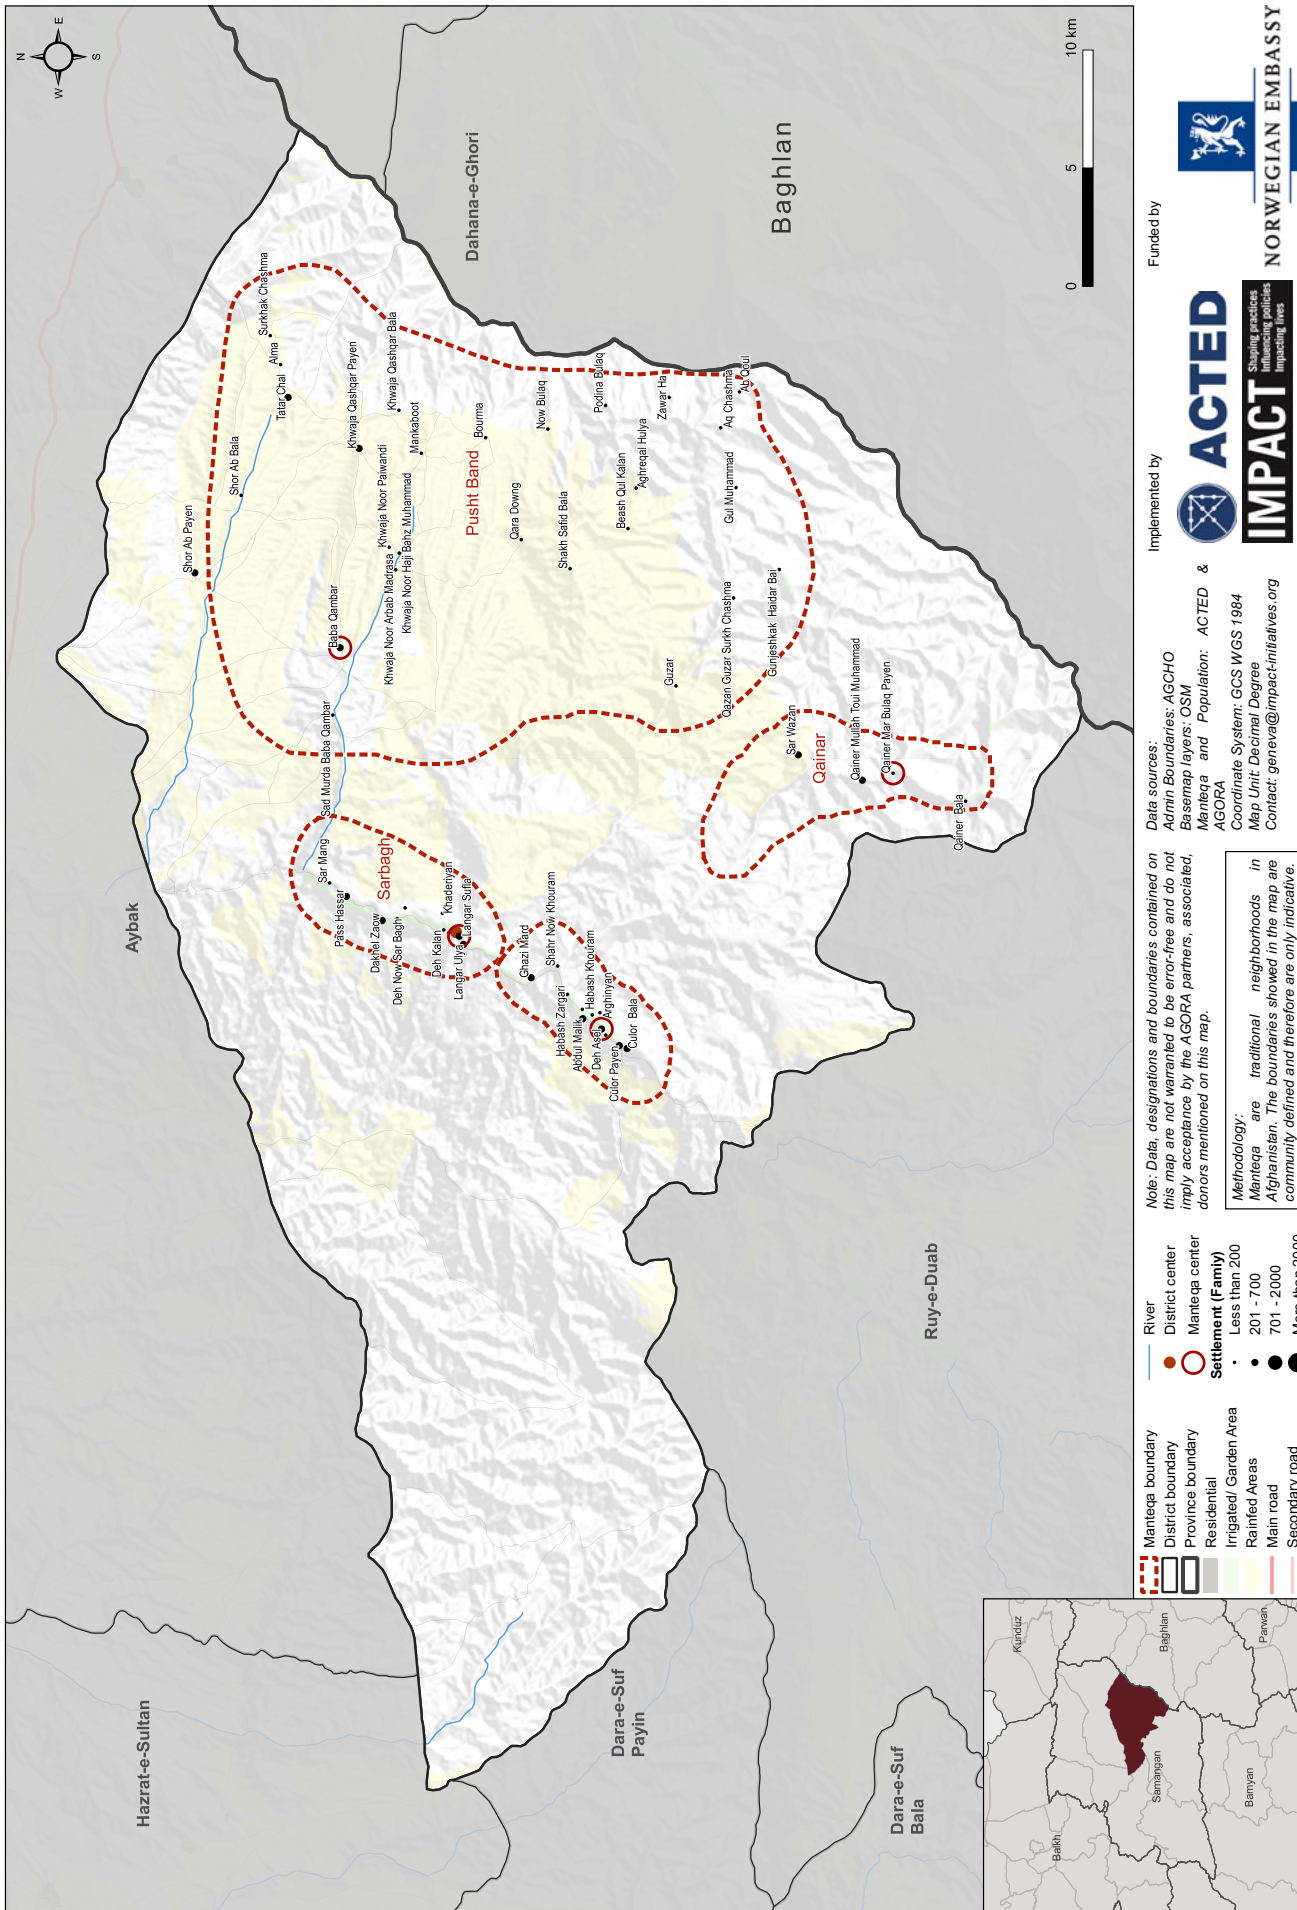 N
E
S
W
Aybak
Hazrat-e-Sultan
Dahana-e-Ghori
Baghlan
Ruy-e-Duab
Dara-e-Suf
Payin
Dara-e-Suf
Bala
Surkhak Chashma
Alma
Tatar Chal
Shor Ab Bala
Shor Ab Payen
Khwaja Qashqar Payen
Khwaja Qashqar Bala
Mankaboot
Khwaja Noor Paiwandi
Khwaja Noor Arbab Madrasa
Khwaja Noor Haji Bahz Muhammad
Baba Qambar
Sad Murda Baba Qambar
Bourma
Pusht Band
Now Bulaq
Qara Downg
Shakh Safid Bala
Podina Bulaq
Beash Qul Kalan
Aghreqal Hulya
Zawar Ha
Aq Chashma
Ab Qoul
Gul Muhammad
Guzar
Qazan Guzar Surkh Chashma
Gunjeshkak Haidar Bai
Sar Wazan
Qainar
Qainer Mullah Toui Muhammad
Qainer Mar Bulaq Payen
Qainer Bala
Sar Mang
Pass Hassar
Sarbagh
Dakhel Zaow
Deh Now Sar Bagh
Khaderiyan
Deh Kalan
Langar Sufla
Langar Ulya
Ghazi Mard
Shahr Now Khouram
Habash Zargari
Habash Khouram
Abdul Malik
Arghinyan
Deh Asel
Culor Payen
Culor Bala
0
5
10 km
Kunduz
Baghlan
Parwan
Balkh
Samangan
Bamyan
Manteqa boundary
District boundary
Province boundary
Residential
Irrigated/ Garden Area
Rainfed Areas
Main road
Secondary road
River
District center
Manteqa center
Settlement (Famiy)
Less than 200
201 - 700
701 - 2000
More than 2000
Note: Data, designations and boundaries contained on
this map are not warranted to be error-free and do not
imply acceptance by the AGORA partners, associated,
donors mentioned on this map.
Methodology:
Manteqa are traditional neighborhoods in
Afghanistan. The boundaries showed in the map are
community defined and therefore are only indicative.
Data sources:
Admin Boundaries: AGCHO
Basemap layers: OSM
Manteqa and Population: ACTED &
AGORA
Coordinate System: GCS WGS 1984
Map Unit: Decimal Degree
Contact: geneva@impact-initiatives.org
Implemented by
ACTED
IMPACT
Shaping practices
Influencing policies
Impacting lives
Funded by
NORWEGIAN EMBASSY